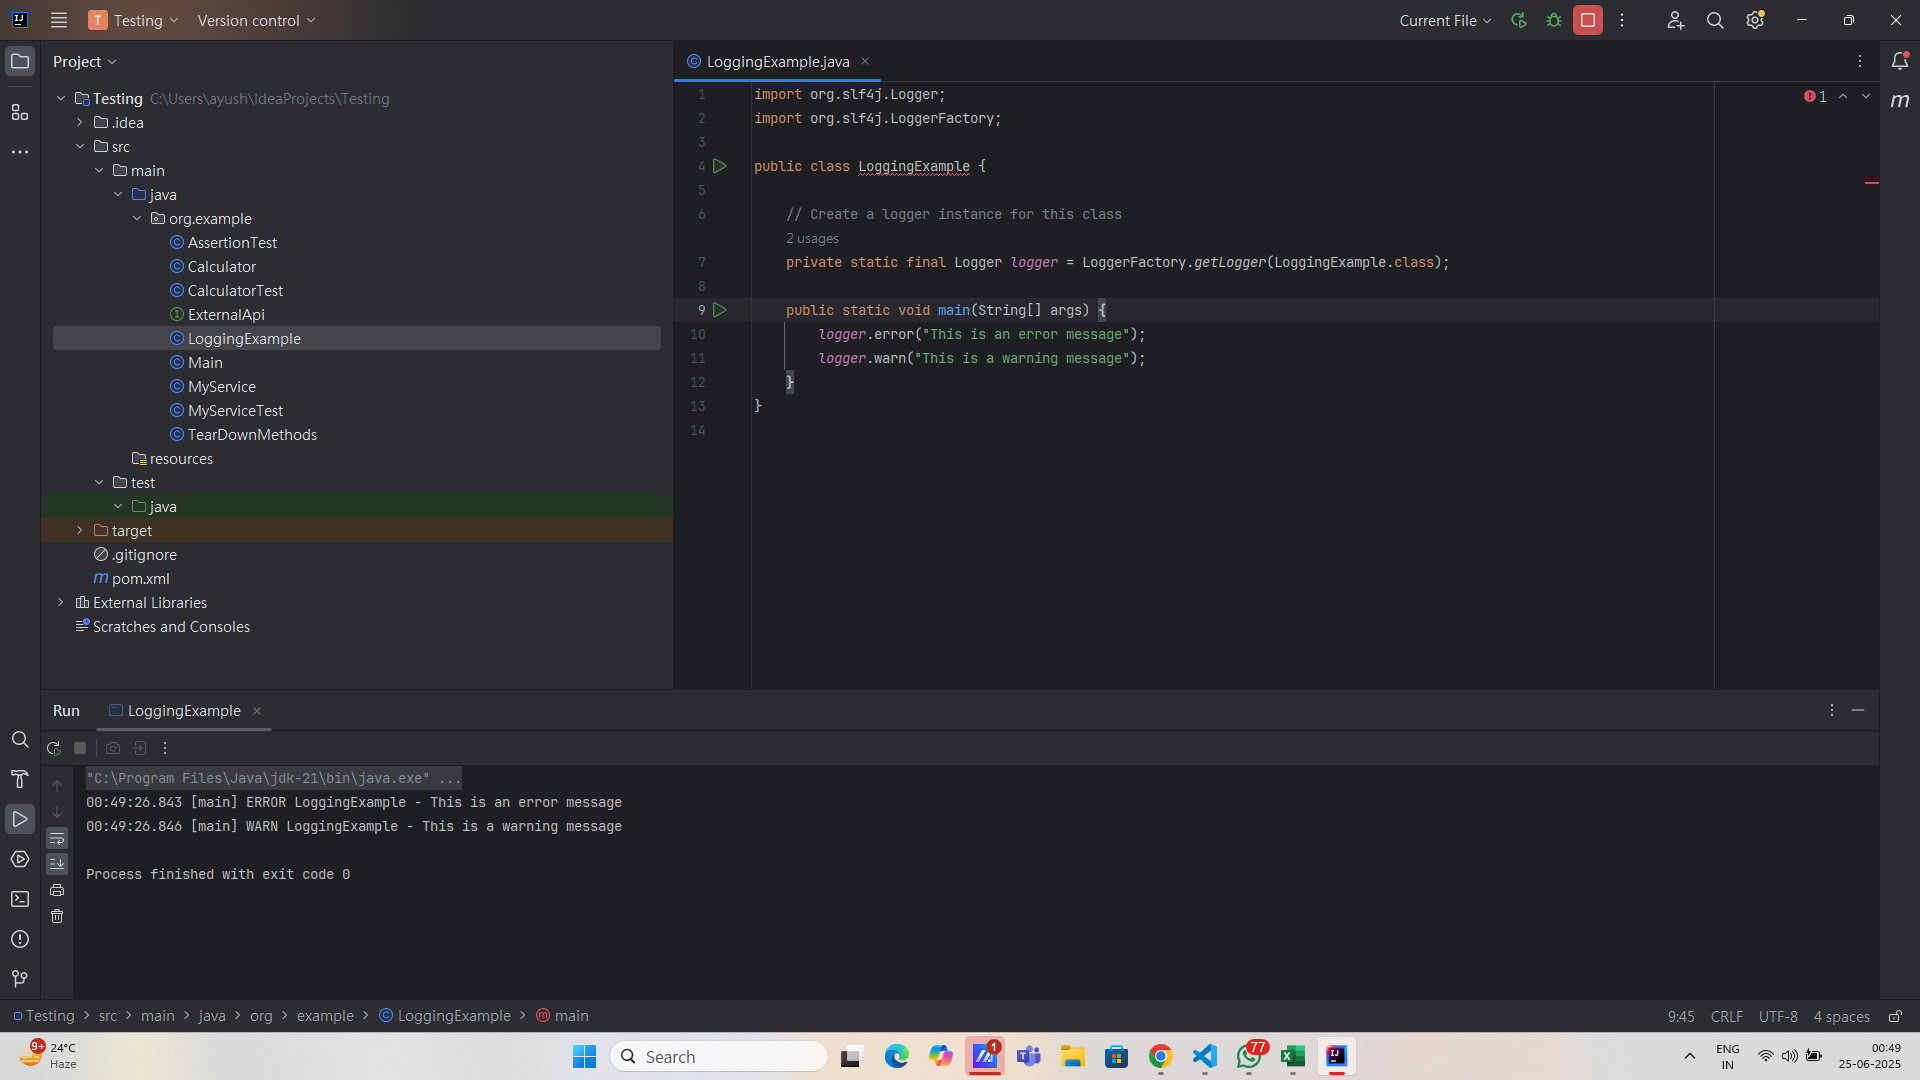 T Testing Version control Current File
Project
LoggingExample.java
Testing C:\Users\ayush\IdeaProjects\Testing
.idea
src
main
java
org.example
AssertionTest
Calculator
CalculatorTest
ExternalApi
LoggingExample
Main
MyService
MyServiceTest
TearDownMethods
resources
test
java
target
.gitignore
m pom.xml
External Libraries
Scratches and Consoles
1 import org.slf4j.Logger;
2 import org.slf4j.LoggerFactory;
3
4 public class LoggingExample {
5
6 // Create a logger instance for this class
2 usages
7 private static final Logger logger = LoggerFactory.getLogger(LoggingExample.class);
8
9 public static void main(String[] args) {
10 logger.error("This is an error message");
11 logger.warn("This is a warning message");
12 }
13 }
14
1
m
Run LoggingExample
"C:\Program Files\Java\jdk-21\bin\java.exe" ...
00:49:26.843 [main] ERROR LoggingExample - This is an error message
00:49:26.846 [main] WARN LoggingExample - This is a warning message
Process finished with exit code 0
Testing > src > main > java > org > example > LoggingExample > main
9:45 CRLF UTF-8 4 spaces
9+ 24°C
Haze
Search
1
77
ENG
IN
00:49
25-06-2025